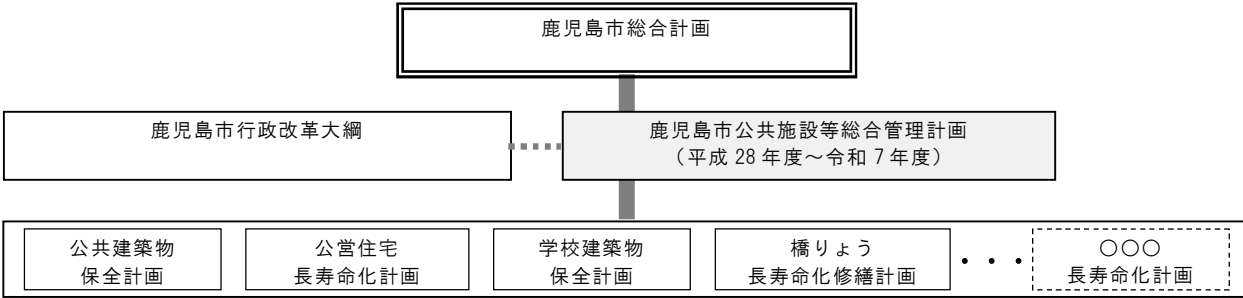 鹿児島市総合計画
鹿児島市行政改革大綱
鹿児島市公共施設等総合管理計画
（平成 28 年度～令和 7 年度）
公共建築物
保全計画
公営住宅
長寿命化計画
学校建築物
保全計画
橋りょう
長寿命化修繕計画
・・・
○○○
長寿命化計画